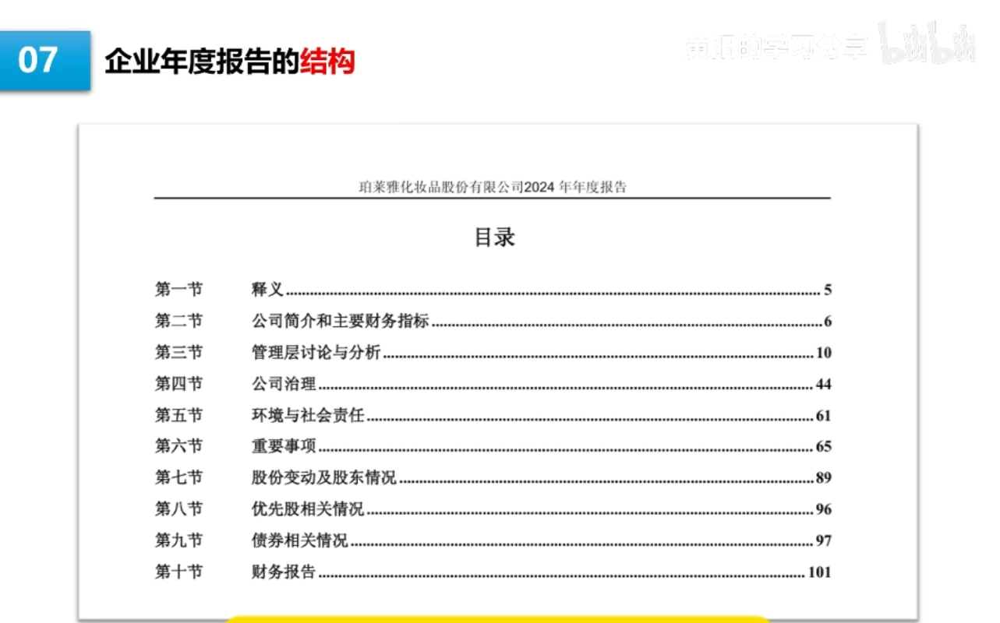 07 企业年度报告的结构
黄阳的学习分享 bilibili
珀莱雅化妆品股份有限公司2024 年年度报告
目录
第一节 释义 5
第二节 公司简介和主要财务指标 6
第三节 管理层讨论与分析 10
第四节 公司治理 44
第五节 环境与社会责任 61
第六节 重要事项 65
第七节 股份变动及股东情况 89
第八节 优先股相关情况 96
第九节 债券相关情况 97
第十节 财务报告 101